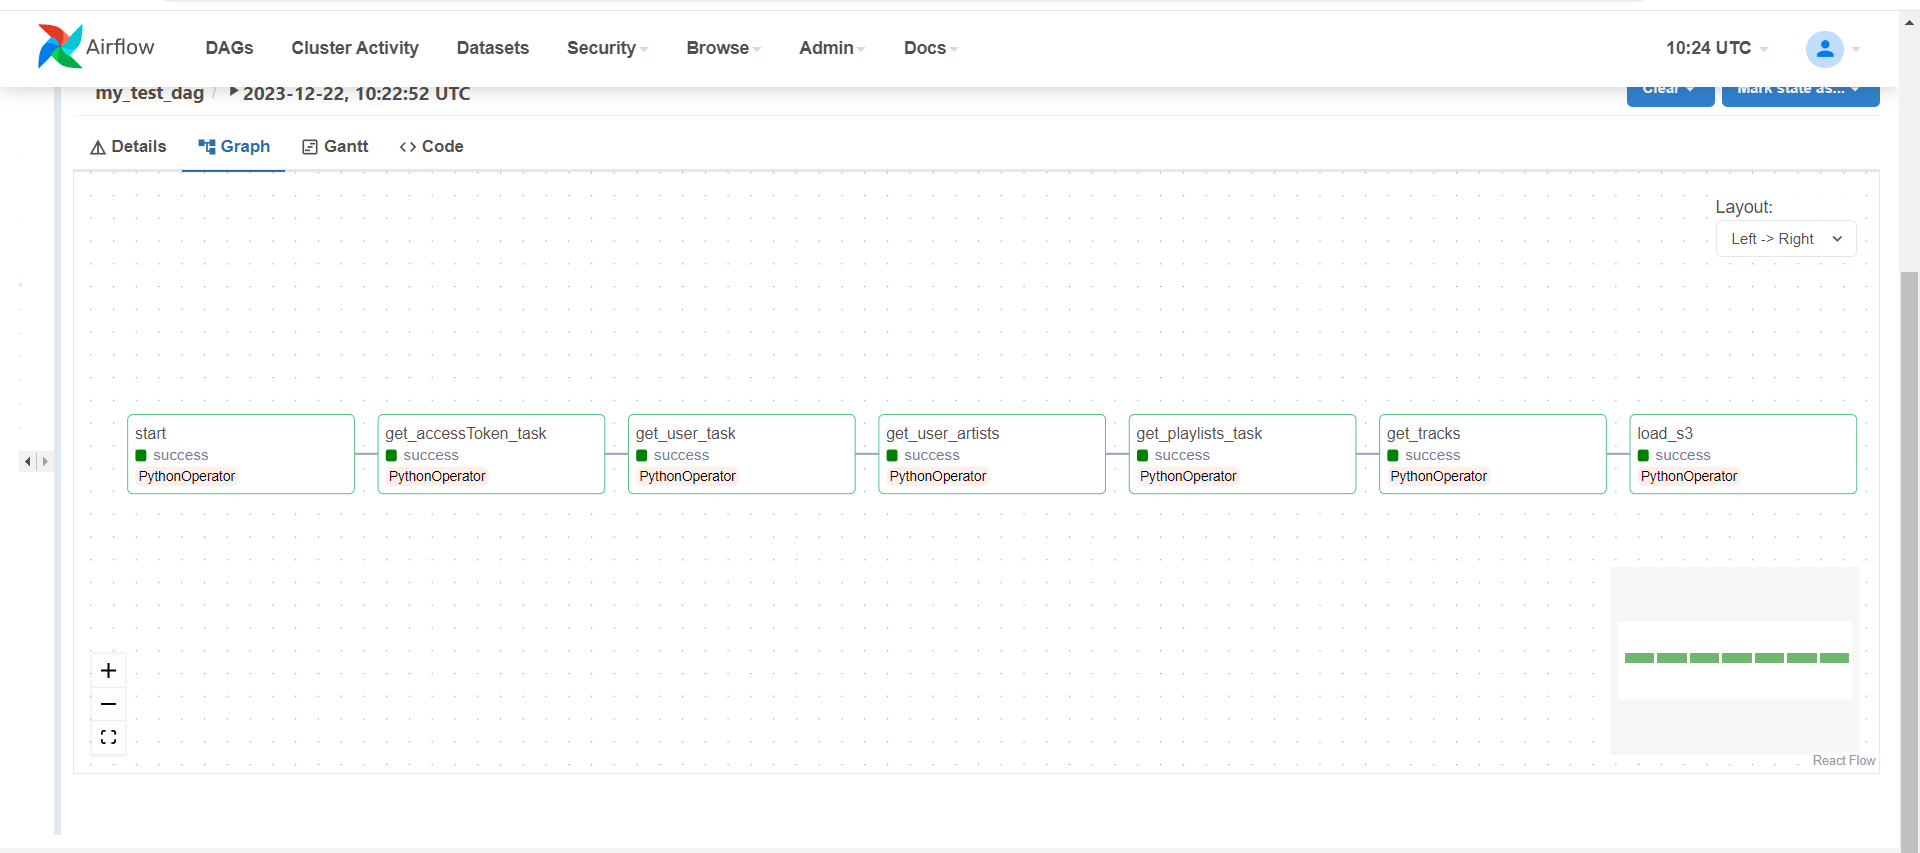 Airflow DAGs Cluster Activity Datasets Security Browse Admin Docs 10:24 UTC
my_test_dag / 2023-12-22, 10:22:52 UTC Clear Mark state as...
Details Graph Gantt Code
Layout:
Left -> Right
start
success
PythonOperator
get_accessToken_task
success
PythonOperator
get_user_task
success
PythonOperator
get_user_artists
success
PythonOperator
get_playlists_task
success
PythonOperator
get_tracks
success
PythonOperator
load_s3
success
PythonOperator
React Flow